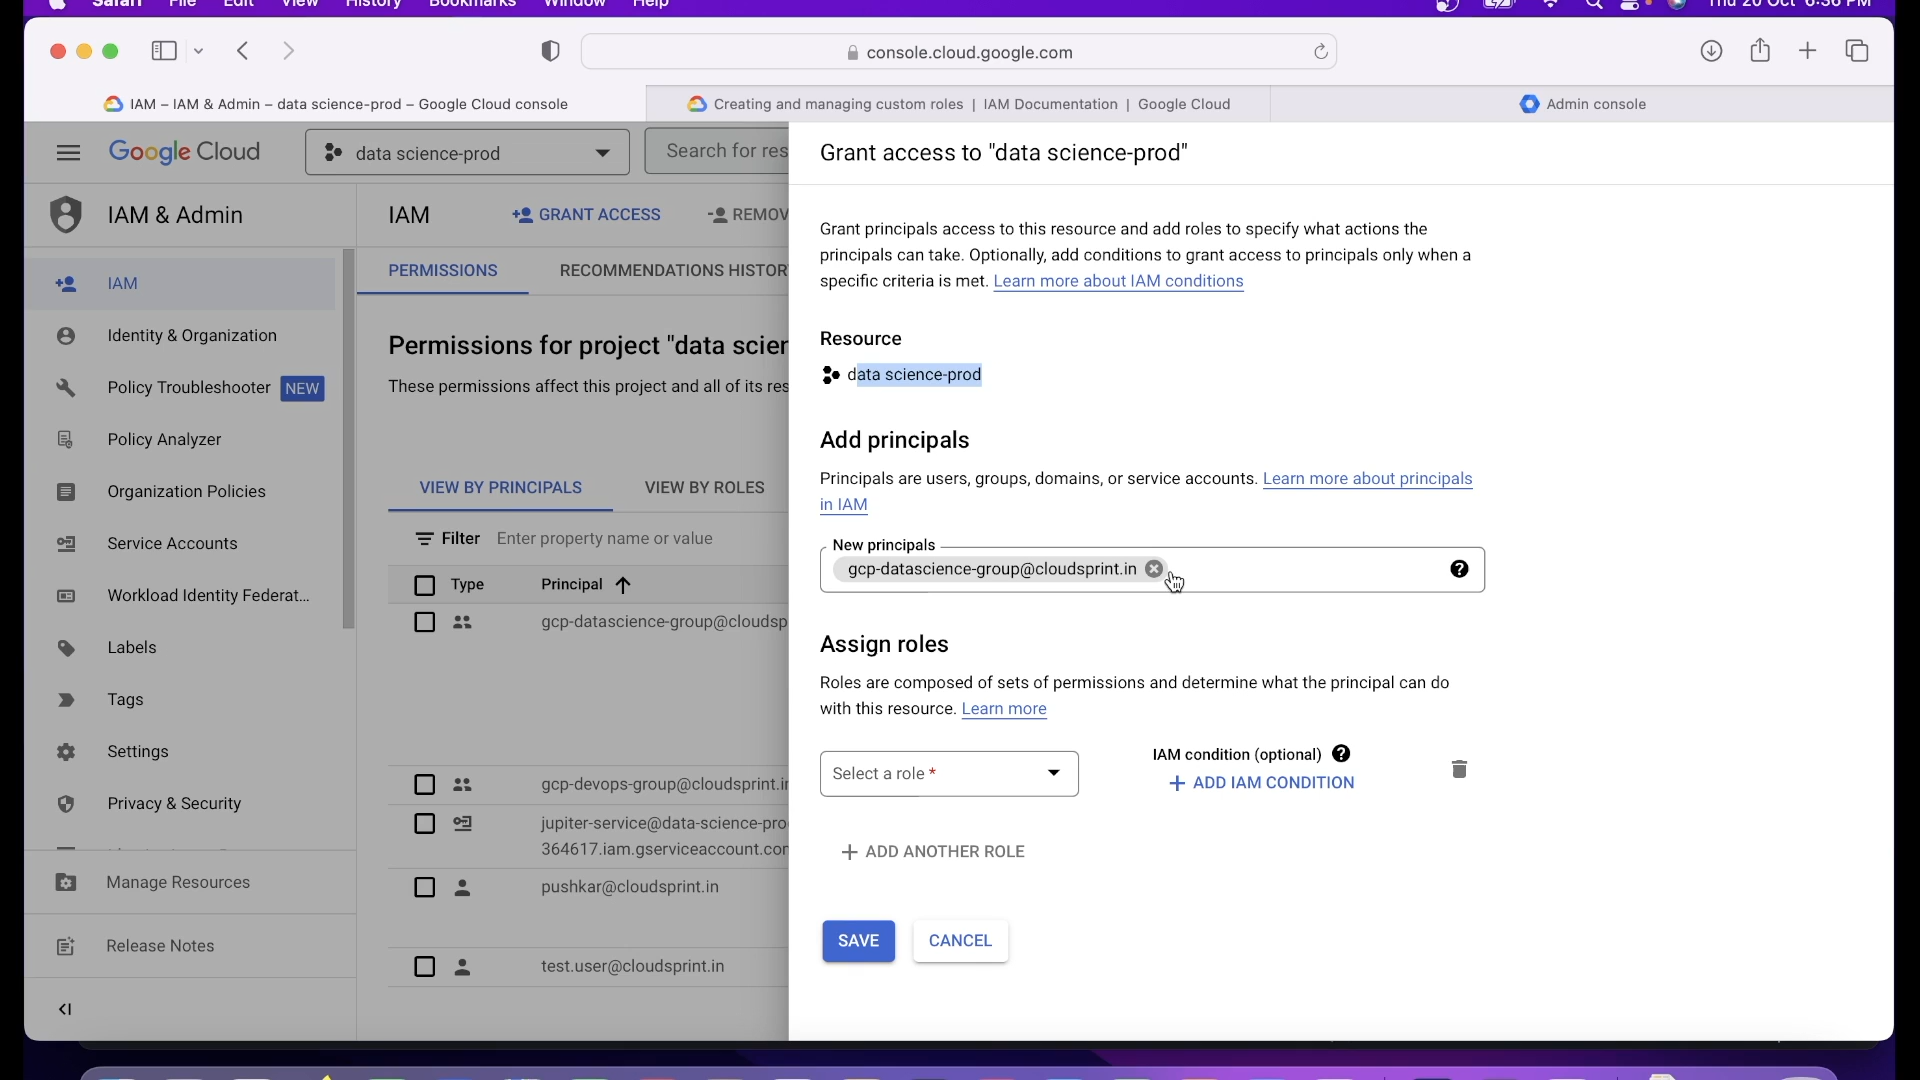 Safari File Edit View History Bookmarks Window Help
Thu 20 Oct 6:36 PM
console.cloud.google.com
IAM – IAM & Admin – data science-prod – Google Cloud console
Creating and managing custom roles | IAM Documentation | Google Cloud
Admin console
Google Cloud
data science-prod
Search for res
IAM & Admin
IAM
GRANT ACCESS
REMOV
PERMISSIONS
RECOMMENDATIONS HISTOR
IAM
Identity & Organization
Policy Troubleshooter NEW
Policy Analyzer
Organization Policies
Service Accounts
Workload Identity Federat...
Labels
Tags
Settings
Privacy & Security
Manage Resources
Release Notes
Permissions for project "data scien
These permissions affect this project and all of its res
VIEW BY PRINCIPALS
VIEW BY ROLES
Filter Enter property name or value
Type
Principal
gcp-datascience-group@cloudsp
gcp-devops-group@cloudsprint.in
jupiter-service@data-science-pro
364617.iam.gserviceaccount.com
pushkar@cloudsprint.in
test.user@cloudsprint.in
Grant access to "data science-prod"
Grant principals access to this resource and add roles to specify what actions the
principals can take. Optionally, add conditions to grant access to principals only when a
specific criteria is met. Learn more about IAM conditions
Resource
data science-prod
Add principals
Principals are users, groups, domains, or service accounts. Learn more about principals
in IAM
New principals
gcp-datascience-group@cloudsprint.in
Assign roles
Roles are composed of sets of permissions and determine what the principal can do
with this resource. Learn more
Select a role *
IAM condition (optional)
+ ADD IAM CONDITION
+ ADD ANOTHER ROLE
SAVE
CANCEL